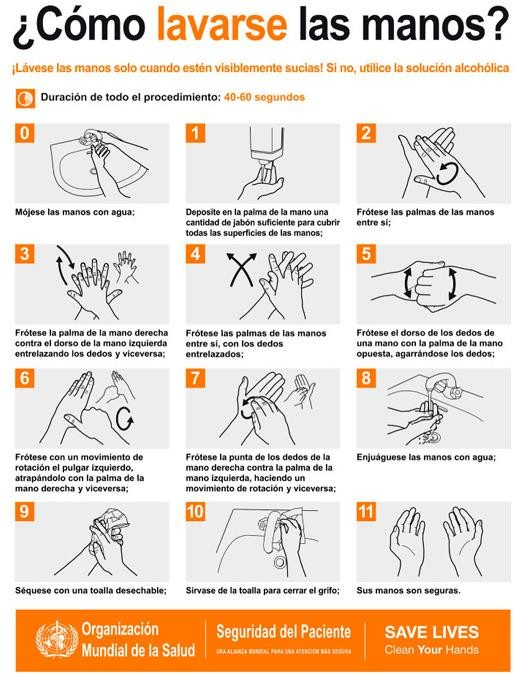 ¿Cómo lavarse las manos?
¡Lávese las manos solo cuando estén visiblemente sucias! Si no, utilice la solución alcohólica
Duración de todo el procedimiento: 40-60 segundos
0
Mójese las manos con agua;
1
Deposite en la palma de la mano una
cantidad de jabón suficiente para cubrir
todas las superficies de las manos;
2
Frótese las palmas de las manos
entre sí;
3
Frótese la palma de la mano derecha
contra el dorso de la mano izquierda
entrelazando los dedos y viceversa;
4
Frótese las palmas de las manos
entre sí, con los dedos
entrelazados;
5
Frótese el dorso de los dedos de
una mano con la palma de la mano
opuesta, agarrándose los dedos;
6
Frótese con un movimiento de
rotación el pulgar izquierdo,
atrapándolo con la palma de la
mano derecha y viceversa;
7
Frótese la punta de los dedos de la
mano derecha contra la palma de la
mano izquierda, haciendo un
movimiento de rotación y viceversa;
8
Enjuáguese las manos con agua;
9
Séquese con una toalla desechable;
10
Sirvase de la toalla para cerrar el grifo;
11
Sus manos son seguras.
Organización
Mundial de la Salud
Seguridad del Paciente
UNA ALIANZA MUNDIAL PARA UNA ATENCION MAS SEGURA
SAVE LIVES
Clean Your Hands